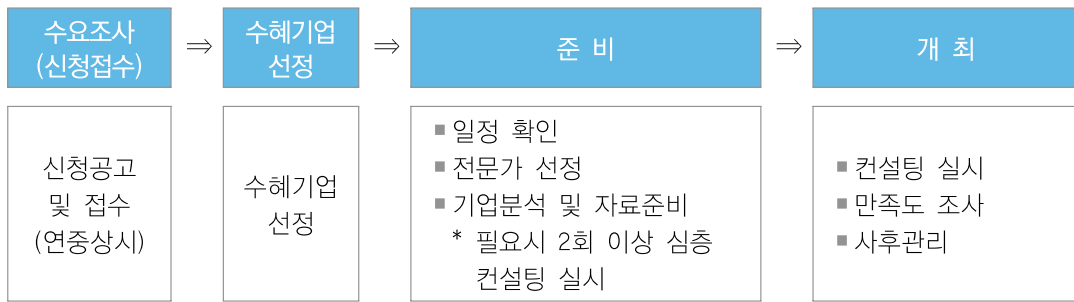 수요조사
(신청접수)
⇒
수혜기업
선정
⇒
준 비
⇒
개 최
신청공고
및 접수
(연중상시)
수혜기업
선정
■ 일정 확인
■ 전문가 선정
■ 기업분석 및 자료준비
* 필요시 2회 이상 심층
컨설팅 실시
■ 컨설팅 실시
■ 만족도 조사
■ 사후관리